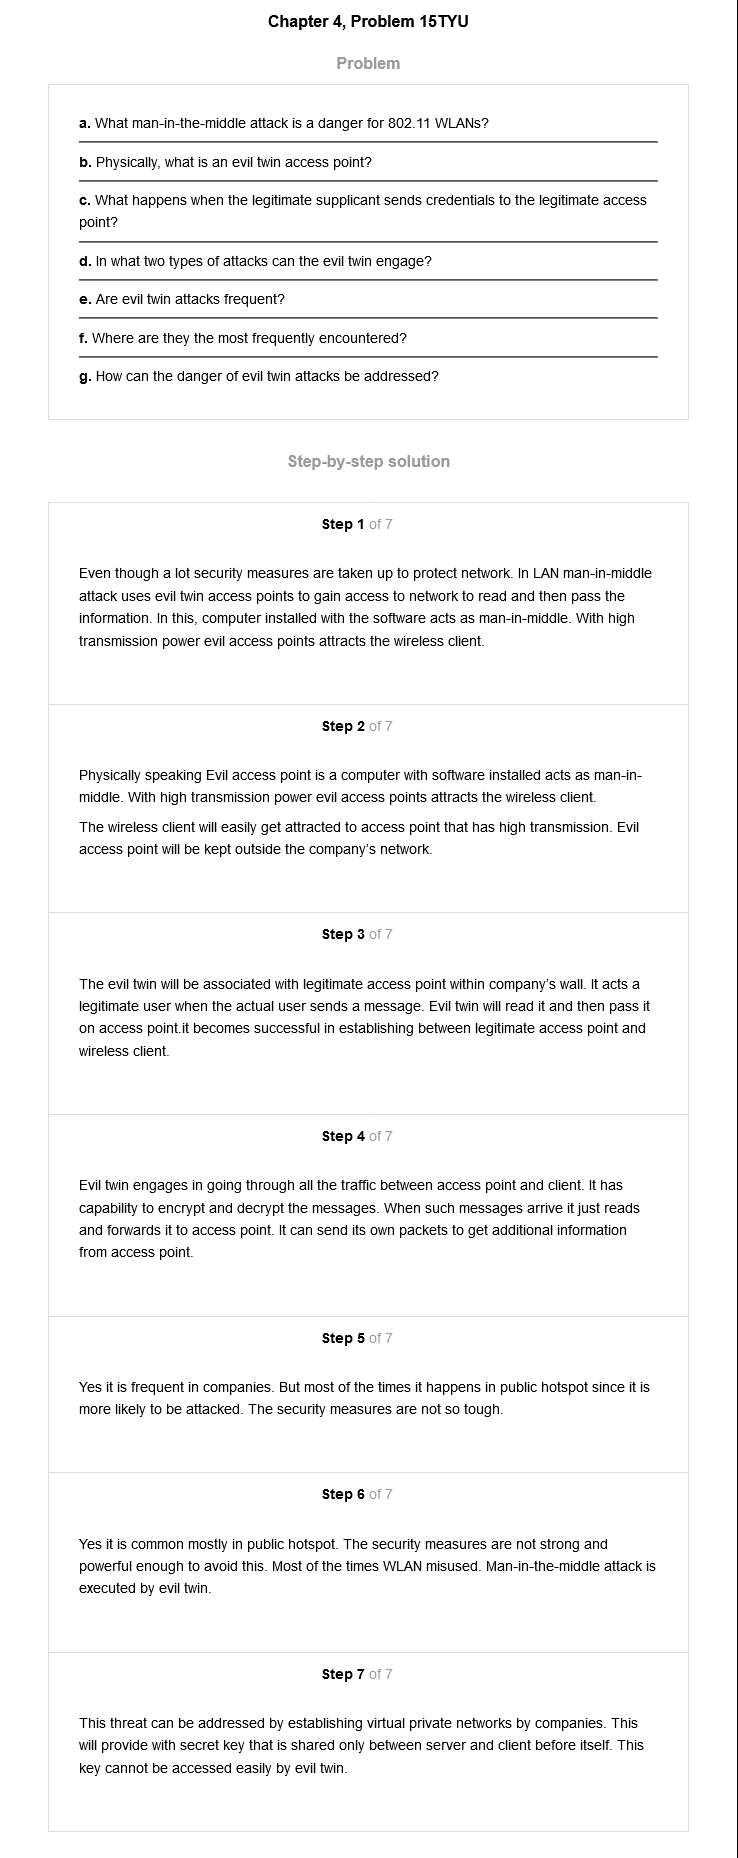 Chapter 4, Problem 15TYU
Problem
a. What man-in-the-middle attack is a danger for 802.11 WLANs?
b. Physically, what is an evil twin access point?
c. What happens when the legitimate supplicant sends credentials to the legitimate access
point?
d. In what two types of attacks can the evil twin engage?
e. Are evil twin attacks frequent?
f. Where are they the most frequently encountered?
g. How can the danger of evil twin attacks be addressed?
Step-by-step solution
Step 1 of 7
Even though a lot security measures are taken up to protect network. In LAN man-in-middle
attack uses evil twin access points to gain access to network to read and then pass the
information. In this, computer installed with the software acts as man-in-middle. With high
transmission power evil access points attracts the wireless client.
Step 2 of 7
Physically speaking Evil access point is a computer with software installed acts as man-in-
middle. With high transmission power evil access points attracts the wireless client.
The wireless client will easily get attracted to access point that has high transmission. Evil
access point will be kept outside the company's network.
Step 3 of 7
The evil twin will be associated with legitimate access point within company's wall. It acts a
legitimate user when the actual user sends a message. Evil twin will read it and then pass it
on access point.it becomes successful in establishing between legitimate access point and
wireless client.
Step 4 of 7
Evil twin engages in going through all the traffic between access point and client. It has
capability to encrypt and decrypt the messages. When such messages arrive it just reads
and forwards it to access point. It can send its own packets to get additional information
from access point.
Step 5 of 7
Yes it is frequent in companies. But most of the times it happens in public hotspot since it is
more likely to be attacked. The security measures are not so tough.
Step 6 of 7
Yes it is common mostly in public hotspot. The security measures are not strong and
powerful enough to avoid this. Most of the times WLAN misused. Man-in-the-middle attack is
executed by evil twin.
Step 7 of 7
This threat can be addressed by establishing virtual private networks by companies. This
will provide with secret key that is shared only between server and client before itself. This
key cannot be accessed easily by evil twin.